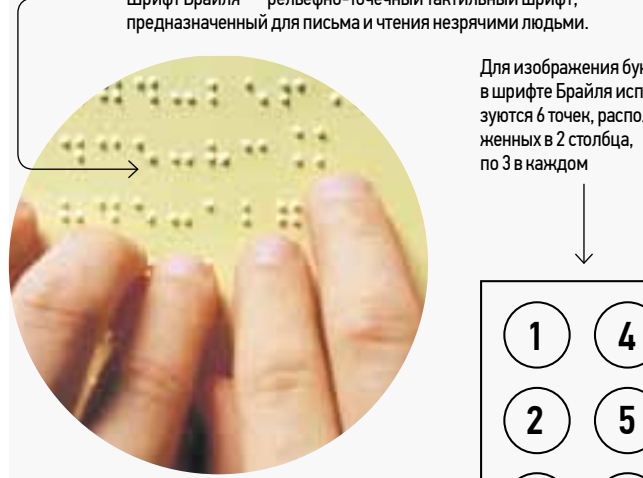 Шрифт Брайля — рельефно-точечный тактильный шрифт,
предназначенный для письма и чтения незрячими людьми.
Для изображения бук
в шрифте Брайля исп
зуются 6 точек, распол
женных в 2 столбца,
по 3 в каждом
1 4
2 5